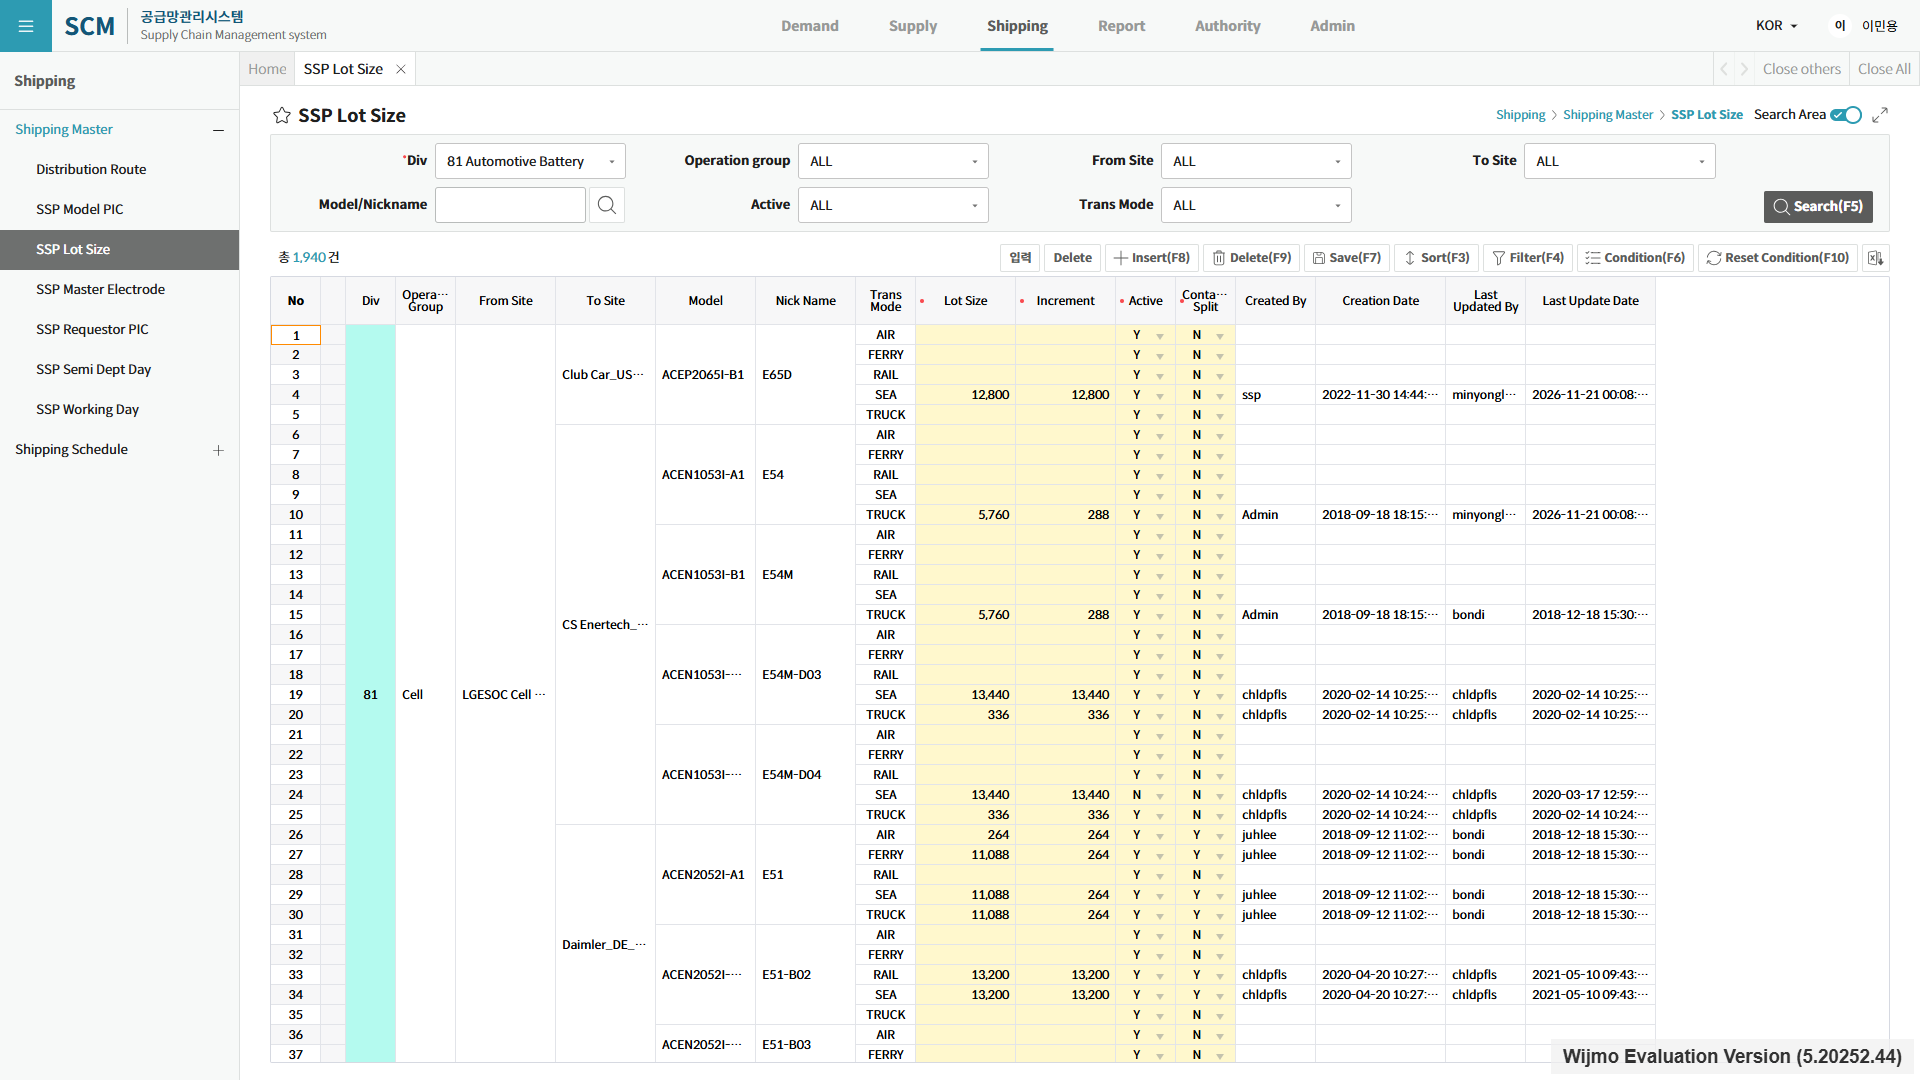 SCM
공급망관리시스템
Supply Chain Management system
Demand Supply Shipping Report Authority Admin
KOR 이 이민용
Shipping
Home SSP Lot Size Close others Close All
Shipping Master
Distribution Route
SSP Model PIC
SSP Lot Size
SSP Master Electrode
SSP Requestor PIC
SSP Semi Dept Day
SSP Working Day
Shipping Schedule
SSP Lot Size
Shipping > Shipping Master > SSP Lot Size Search Area
*Div 81 Automotive Battery Operation group ALL From Site ALL To Site ALL
Model/Nickname Active ALL Trans Mode ALL Search(F5)
총 1,940 건
입력 Delete Insert(F8) Delete(F9) Save(F7) Sort(F3) Filter(F4) Condition(F6) Reset Condition(F10)
No Div Opera··· Group From Site To Site Model Nick Name Trans Mode Lot Size Increment Active Conta··· Split Created By Creation Date Last Updated By Last Update Date
1 AIR Y N
2 FERRY Y N
3 Club Car_US··· ACEP2065I-B1 E65D RAIL Y N
4 SEA 12,800 12,800 Y N ssp 2022-11-30 14:44:··· minyongl··· 2026-11-21 00:08:···
5 TRUCK Y N
6 AIR Y N
7 FERRY Y N
8 ACEN1053I-A1 E54 RAIL Y N
9 SEA Y N
10 TRUCK 5,760 288 Y N Admin 2018-09-18 18:15:··· minyongl··· 2026-11-21 00:08:···
11 AIR Y N
12 FERRY Y N
13 ACEN1053I-B1 E54M RAIL Y N
14 SEA Y N
15 CS Enertech_··· TRUCK 5,760 288 Y N Admin 2018-09-18 18:15:··· bondi 2018-12-18 15:30:···
16 AIR Y N
17 FERRY Y N
18 ACEN1053I-··· E54M-D03 RAIL Y N
19 81 Cell LGESOC Cell ··· SEA 13,440 13,440 Y Y chldpfls 2020-02-14 10:25:··· chldpfls 2020-02-14 10:25:···
20 TRUCK 336 336 Y N chldpfls 2020-02-14 10:25:··· chldpfls 2020-02-14 10:25:···
21 AIR Y N
22 FERRY Y N
23 ACEN1053I-··· E54M-D04 RAIL Y N
24 SEA 13,440 13,440 N N chldpfls 2020-02-14 10:24:··· chldpfls 2020-03-17 12:59:···
25 TRUCK 336 336 Y N chldpfls 2020-02-14 10:24:··· chldpfls 2020-02-14 10:24:···
26 AIR 264 264 Y Y juhlee 2018-09-12 11:02:··· bondi 2018-12-18 15:30:···
27 FERRY 11,088 264 Y Y juhlee 2018-09-12 11:02:··· bondi 2018-12-18 15:30:···
28 ACEN2052I-A1 E51 RAIL Y N
29 SEA 11,088 264 Y Y juhlee 2018-09-12 11:02:··· bondi 2018-12-18 15:30:···
30 TRUCK 11,088 264 Y Y juhlee 2018-09-12 11:02:··· bondi 2018-12-18 15:30:···
31 AIR Y N
32 Daimler_DE_··· FERRY Y N
33 ACEN2052I-··· E51-B02 RAIL 13,200 13,200 Y Y chldpfls 2020-04-20 10:27:··· chldpfls 2021-05-10 09:43:···
34 SEA 13,200 13,200 Y Y chldpfls 2020-04-20 10:27:··· chldpfls 2021-05-10 09:43:···
35 TRUCK Y N
36 ACEN2052I-··· E51-B03 AIR Y N
37 FERRY Y N
Wijmo Evaluation Version (5.20252.44)